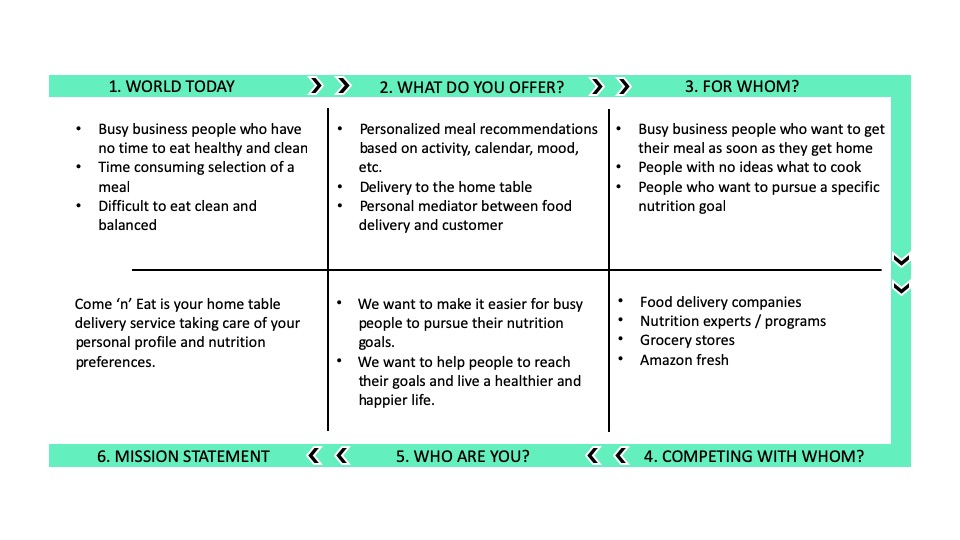 1. WORLD TODAY
2. WHAT DO YOU OFFER?
3. FOR WHOM?
• Busy business people who have
no time to eat healthy and clean
• Time consuming selection of a
meal
• Difficult to eat clean and
balanced
• Personalized meal recommendations
based on activity, calendar, mood,
etc.
• Delivery to the home table
• Personal mediator between food
delivery and customer
• Busy business people who want to get
their meal as soon as they get home
• People with no ideas what to cook
• People who want to pursue a specific
nutrition goal
• Food delivery companies
• Nutrition experts / programs
• Grocery stores
• Amazon fresh
4. COMPETING WITH WHOM?
• We want to make it easier for busy
people to pursue their nutrition
goals.
• We want to help people to reach
their goals and live a healthier and
happier life.
5. WHO ARE YOU?
Come ‘n’ Eat is your home table
delivery service taking care of your
personal profile and nutrition
preferences.
6. MISSION STATEMENT